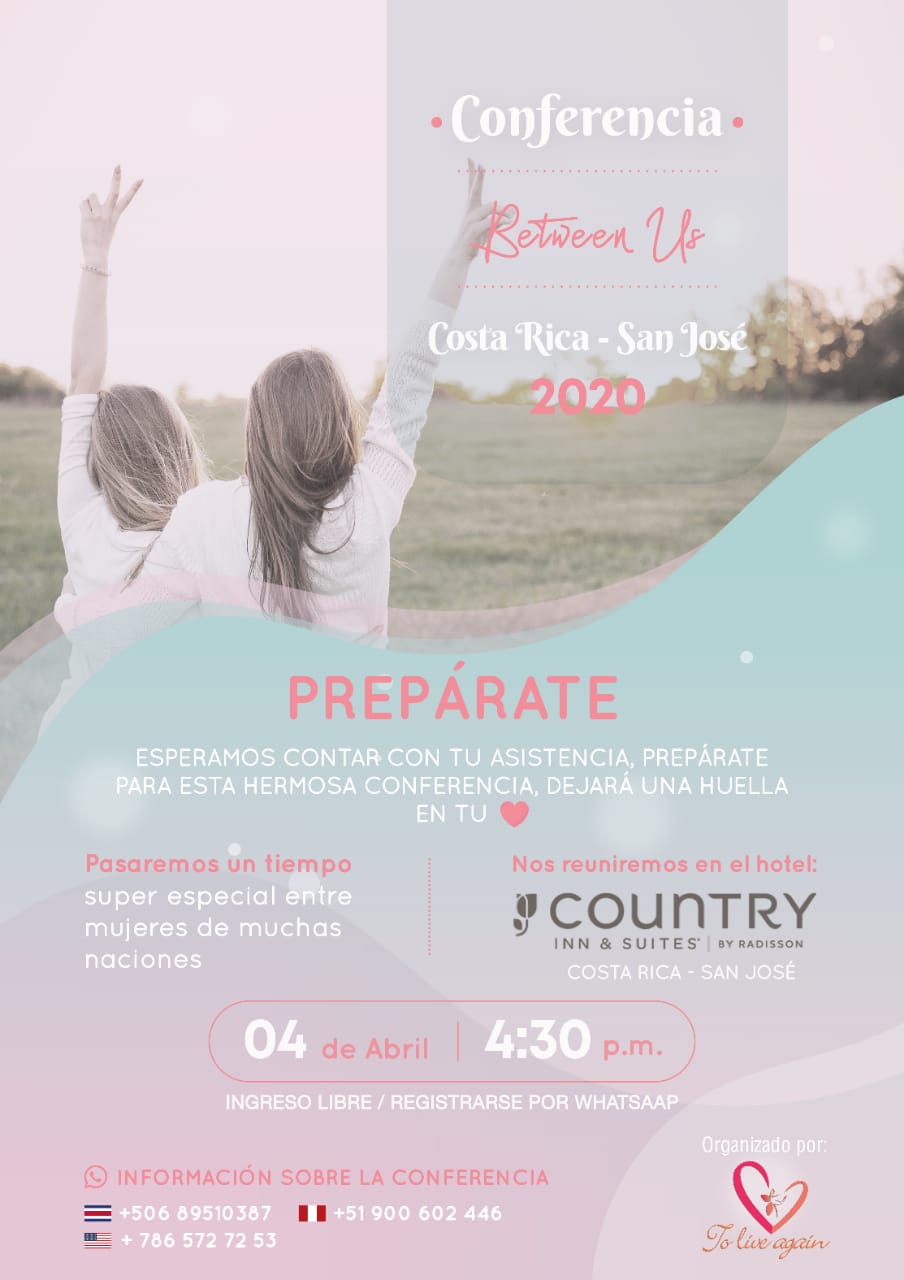 • Conferencia •
Between Us
Costa Rica - San José
2020
PREPÁRATE
ESPERAMOS CONTAR CON TU ASISTENCIA, PREPÁRATE
PARA ESTA HERMOSA CONFERENCIA, DEJARÁ UNA HUELLA
EN TU ❤
Pasaremos un tiempo
super especial entre
mujeres de muchas
naciones
Nos reuniremos en el hotel:
COUNTRY
INN & SUITES® | BY RADISSON
COSTA RICA - SAN JOSÉ
04 de Abril | 4:30 p.m.
INGRESO LIBRE / REGISTRARSE POR WHATSAAP
INFORMACIÓN SOBRE LA CONFERENCIA
+506 89510387 +51 900 602 446
+ 786 572 72 53
Organizado por:
To live again